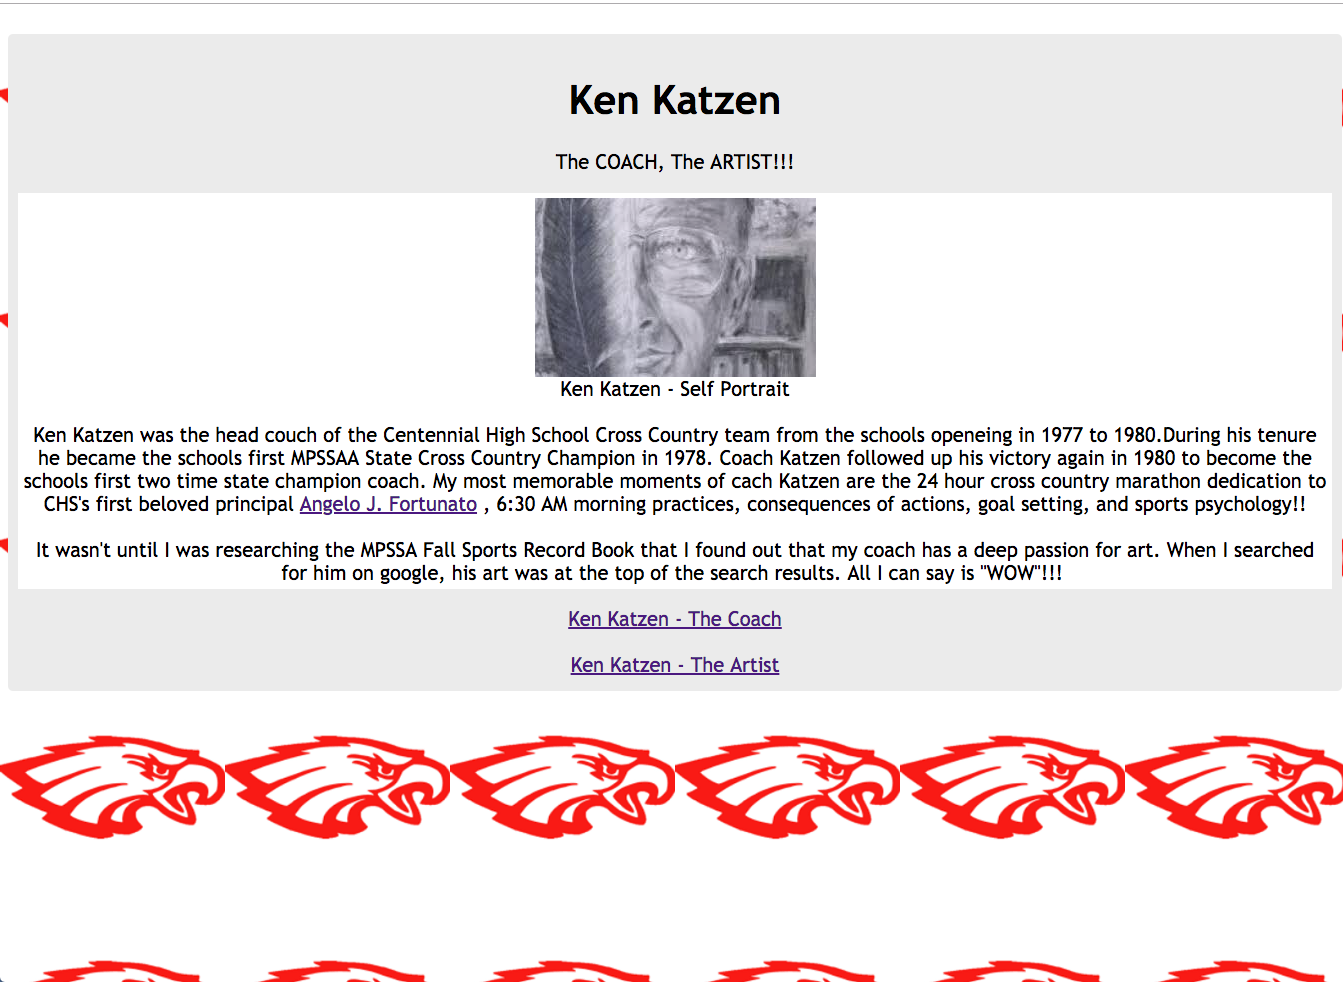 Ken Katzen
The COACH, The ARTIST!!!
Ken Katzen - Self Portrait
Ken Katzen was the head couch of the Centennial High School Cross Country team from the schools openeing in 1977 to 1980.During his tenure
he became the schools first MPSSAA State Cross Country Champion in 1978. Coach Katzen followed up his victory again in 1980 to become the
schools first two time state champion coach. My most memorable moments of cach Katzen are the 24 hour cross country marathon dedication to
CHS's first beloved principal Angelo J. Fortunato , 6:30 AM morning practices, consequences of actions, goal setting, and sports psychology!!
It wasn't until I was researching the MPSSA Fall Sports Record Book that I found out that my coach has a deep passion for art. When I searched
for him on google, his art was at the top of the search results. All I can say is "WOW"!!!
Ken Katzen - The Coach
Ken Katzen - The Artist